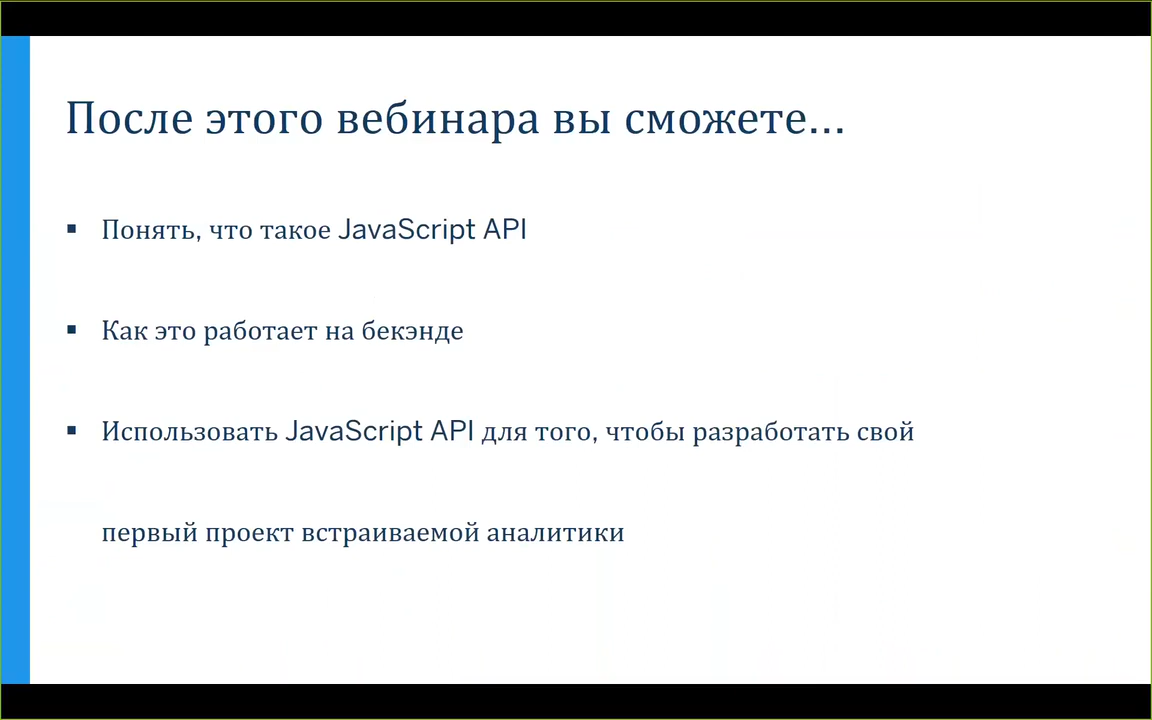 После этого вебинара вы сможете...
▪ Понять, что такое JavaScript API
▪ Как это работает на бекэнде
▪ Использовать JavaScript API для того, чтобы разработать свой
первый проект встраиваемой аналитики